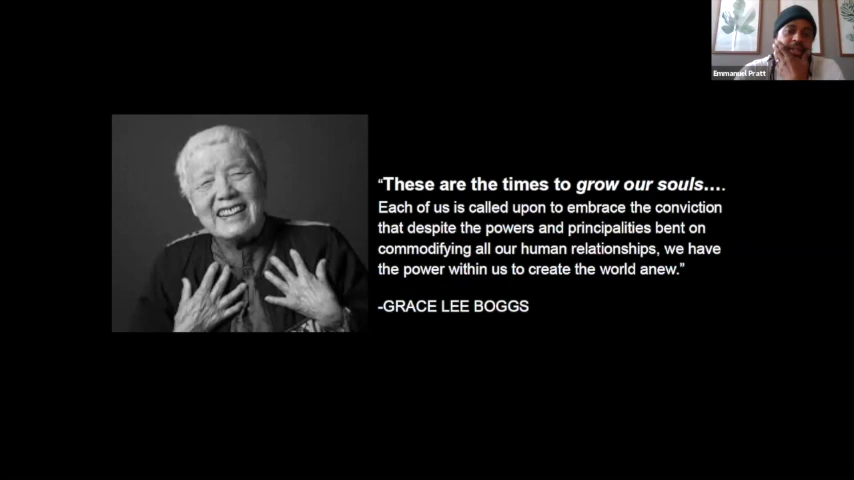 Emmanuel Pratt
“These are the times to grow our souls….
Each of us is called upon to embrace the conviction
that despite the powers and principalities bent on
commodifying all our human relationships, we have
the power within us to create the world anew.”
-GRACE LEE BOGGS